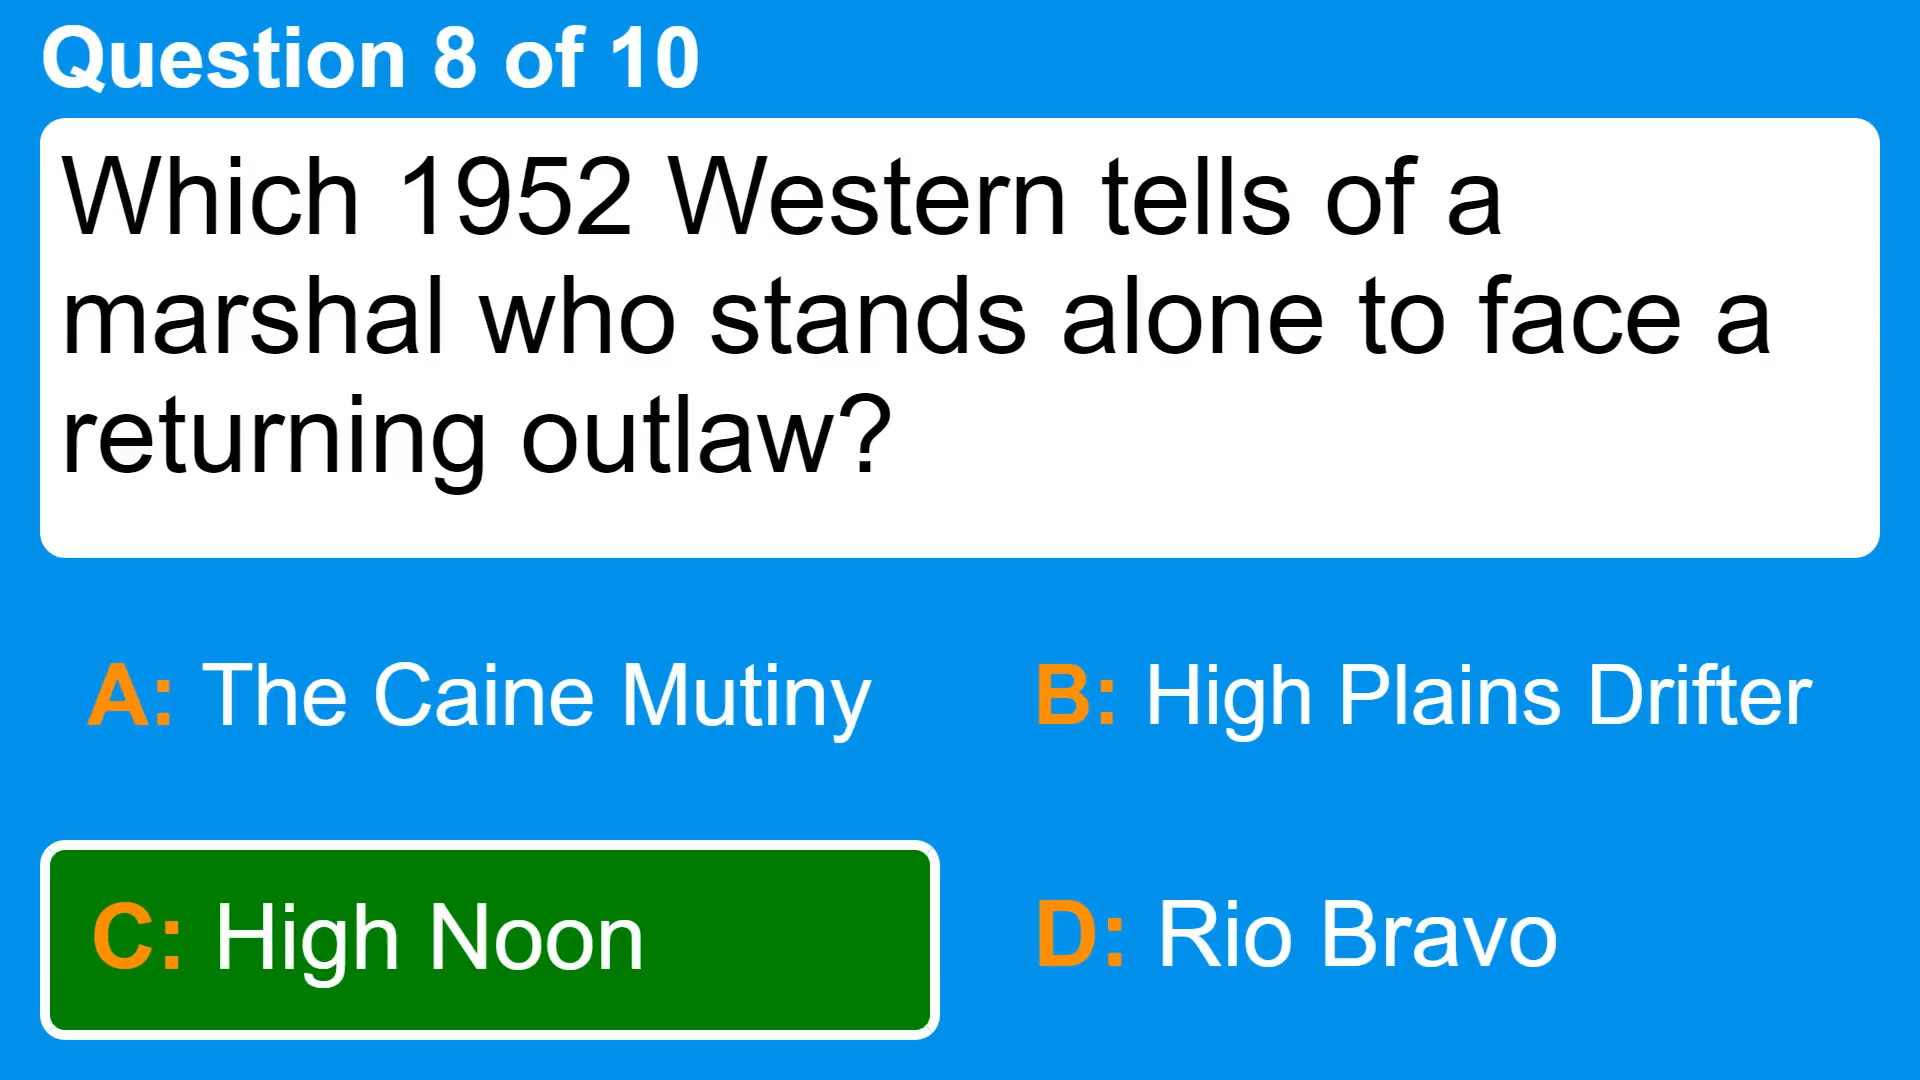 Question 8 of 10
Which 1952 Western tells of a
marshal who stands alone to face a
returning outlaw?
A: The Caine Mutiny
B: High Plains Drifter
C: High Noon
D: Rio Bravo